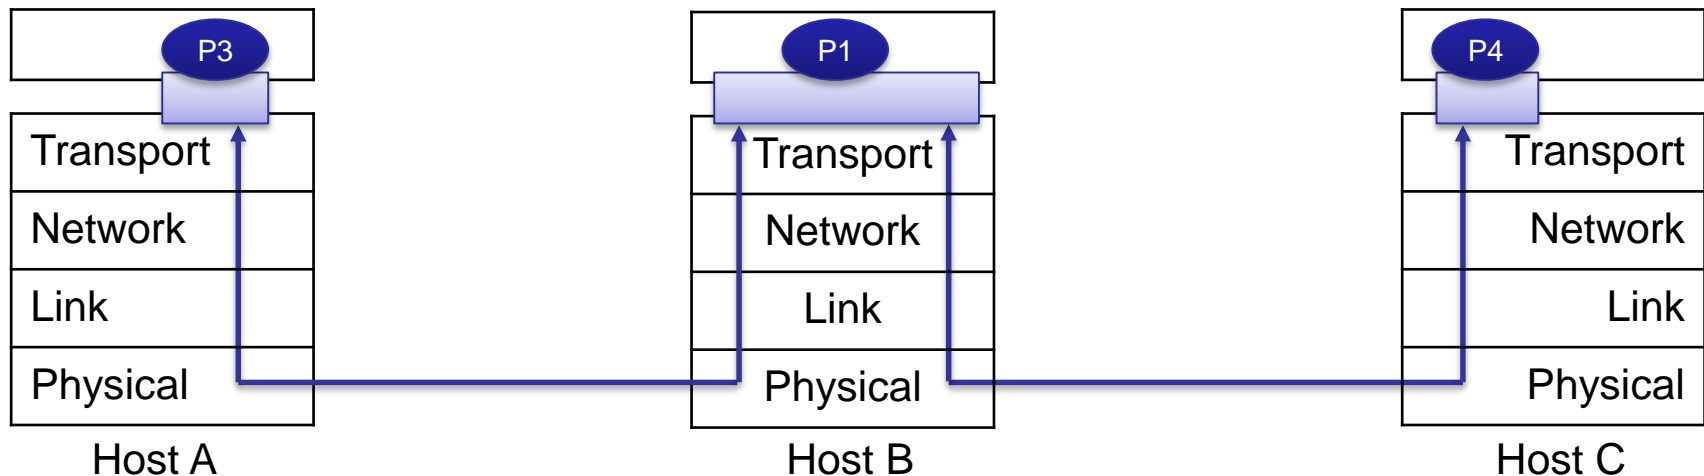 P3
Transport
Network
Link
Physical
Host A
P1
Transport
Network
Link
Physical
Host B
P4
Transport
Network
Link
Physical
Host C